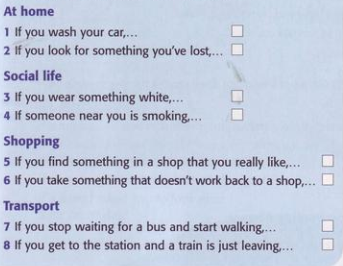 At home
1 If you wash your car,...
2 If you look for something you've lost,...
Social life
3 If you wear something white,...
4 If someone near you is smoking,...
Shopping
5 If you find something in a shop that you really like,...
6 If you take something that doesn't work back to a shop,...
Transport
7 If you stop waiting for a bus and start walking,...
8 If you get to the station and a train is just leaving,...